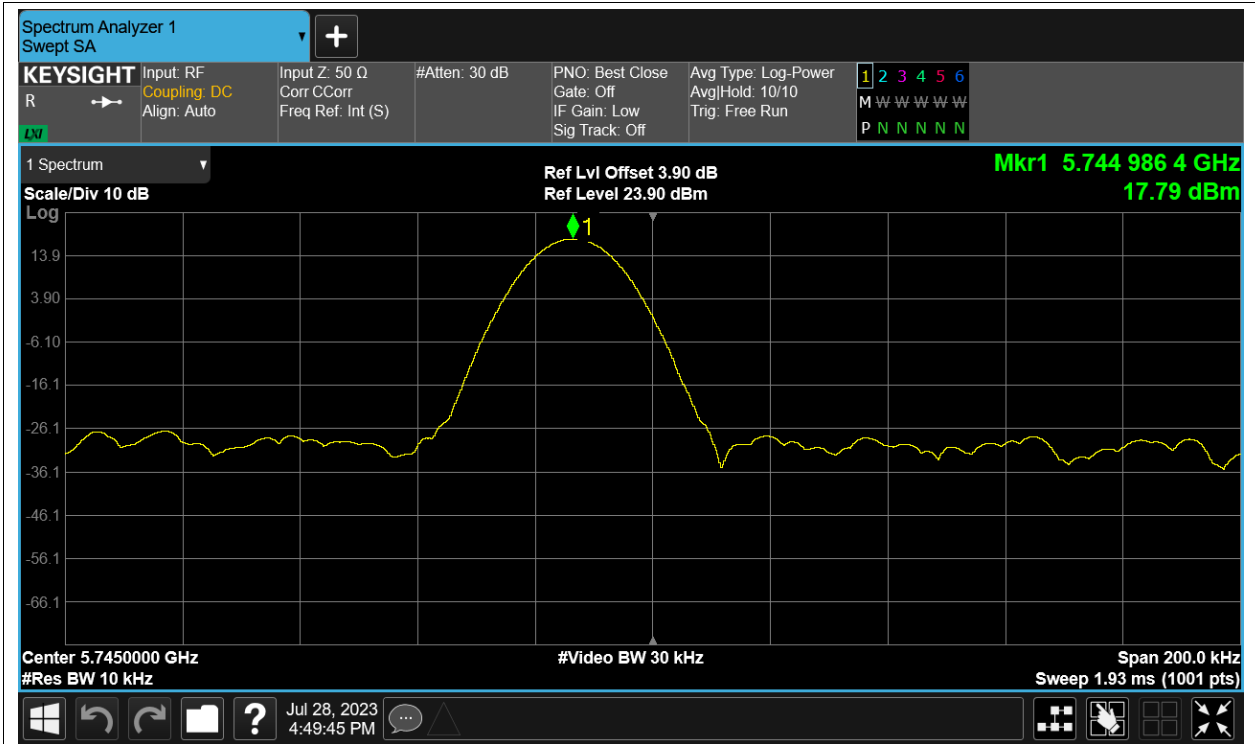 Spectrum Analyzer 1
Swept SA
+
KEYSIGHT Input: RF Input Z: 50 Ω #Atten: 30 dB PNO: Best Close Avg Type: Log-Power 1 2 3 4 5 6
R Coupling: DC Corr CCorr Gate: Off Avg|Hold: 10/10 M W W W W W
Align: Auto Freq Ref: Int (S) IF Gain: Low Trig: Free Run
LXI Sig Track: Off P N N N N N
1 Spectrum Ref Lvl Offset 3.90 dB Mkr1 5.744 986 4 GHz
Scale/Div 10 dB Ref Level 23.90 dBm 17.79 dBm
Log
1
13.9
3.90
-6.10
-16.1
-26.1
-36.1
-46.1
-56.1
-66.1
Center 5.7450000 GHz #Video BW 30 kHz Span 200.0 kHz
#Res BW 10 kHz Sweep 1.93 ms (1001 pts)
? Jul 28, 2023
4:49:45 PM